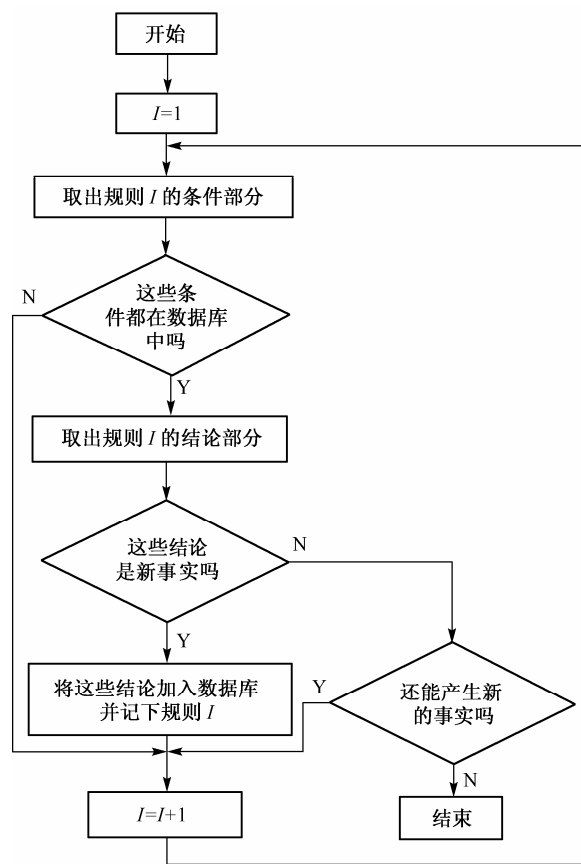 开始
I=1
取出规则 I 的条件部分
N
这些条
件都在数据库
中吗
Y
取出规则 I 的结论部分
这些结论
是新事实吗
N
Y
将这些结论加入数据库
并记下规则 I
Y
还能产生新
的事实吗
N
I=I+1
结束